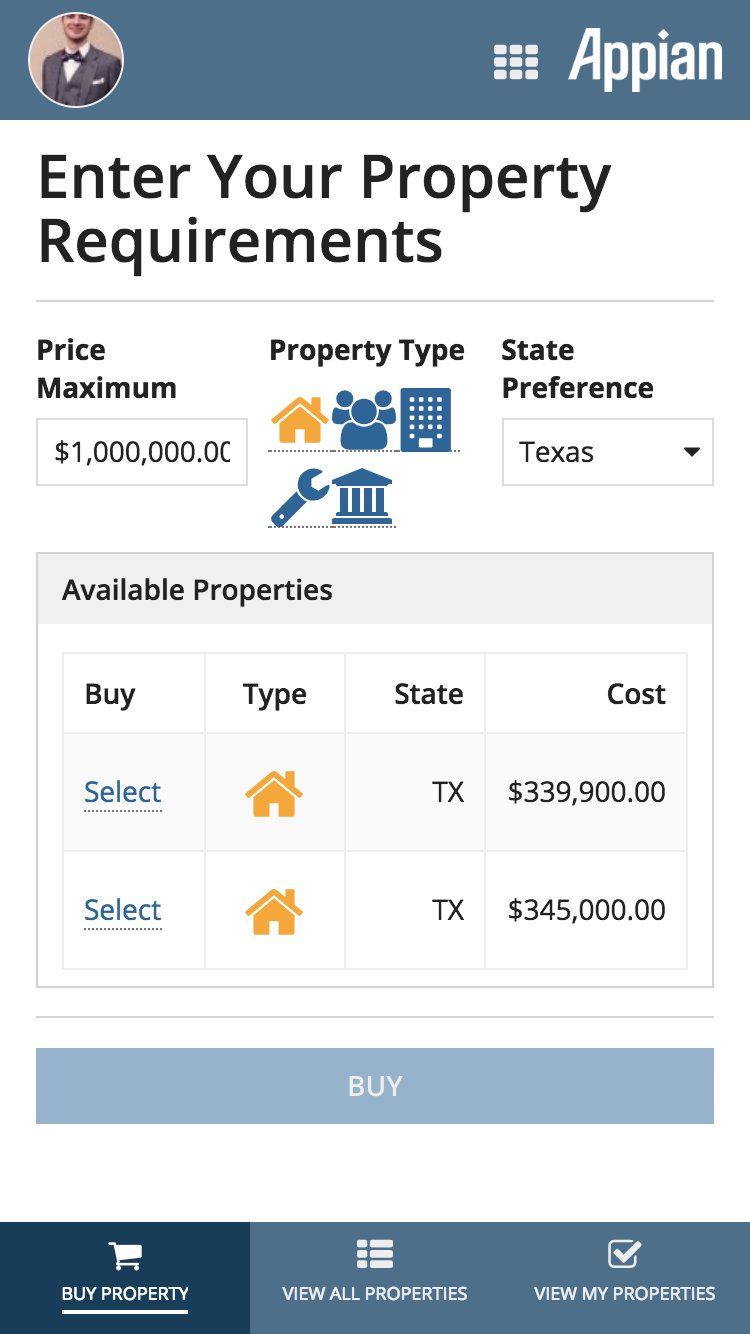 Appian
Enter Your Property
Requirements
Price
Maximum
Property Type
State
Preference
$1,000,000.00
Texas
Available Properties
Buy Type State Cost
Select TX $339,900.00
Select TX $345,000.00
BUY
BUY PROPERTY VIEW ALL PROPERTIES VIEW MY PROPERTIES